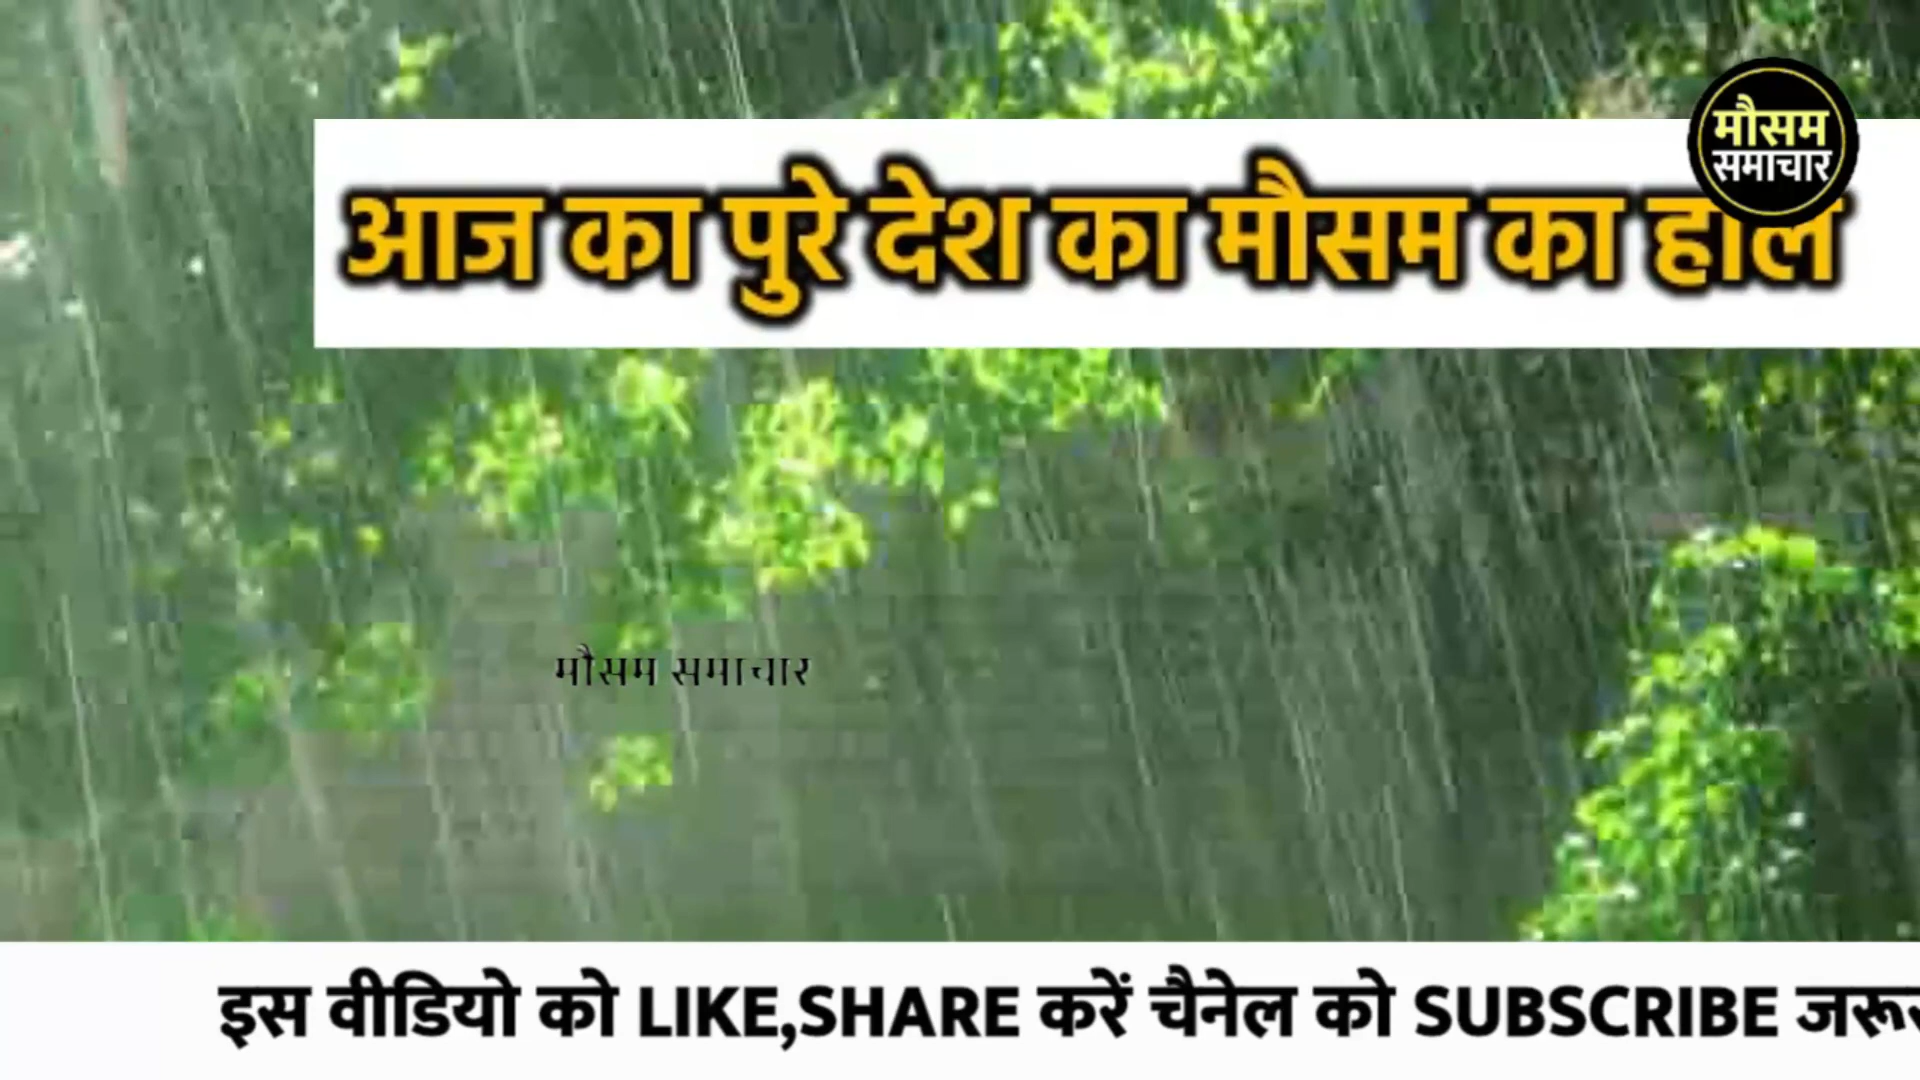 मौसम
समाचार
आज का पुरे देश का मौसम का हाल
मौसम समाचार
इस वीडियो को LIKE,SHARE करें चैनेल को SUBSCRIBE